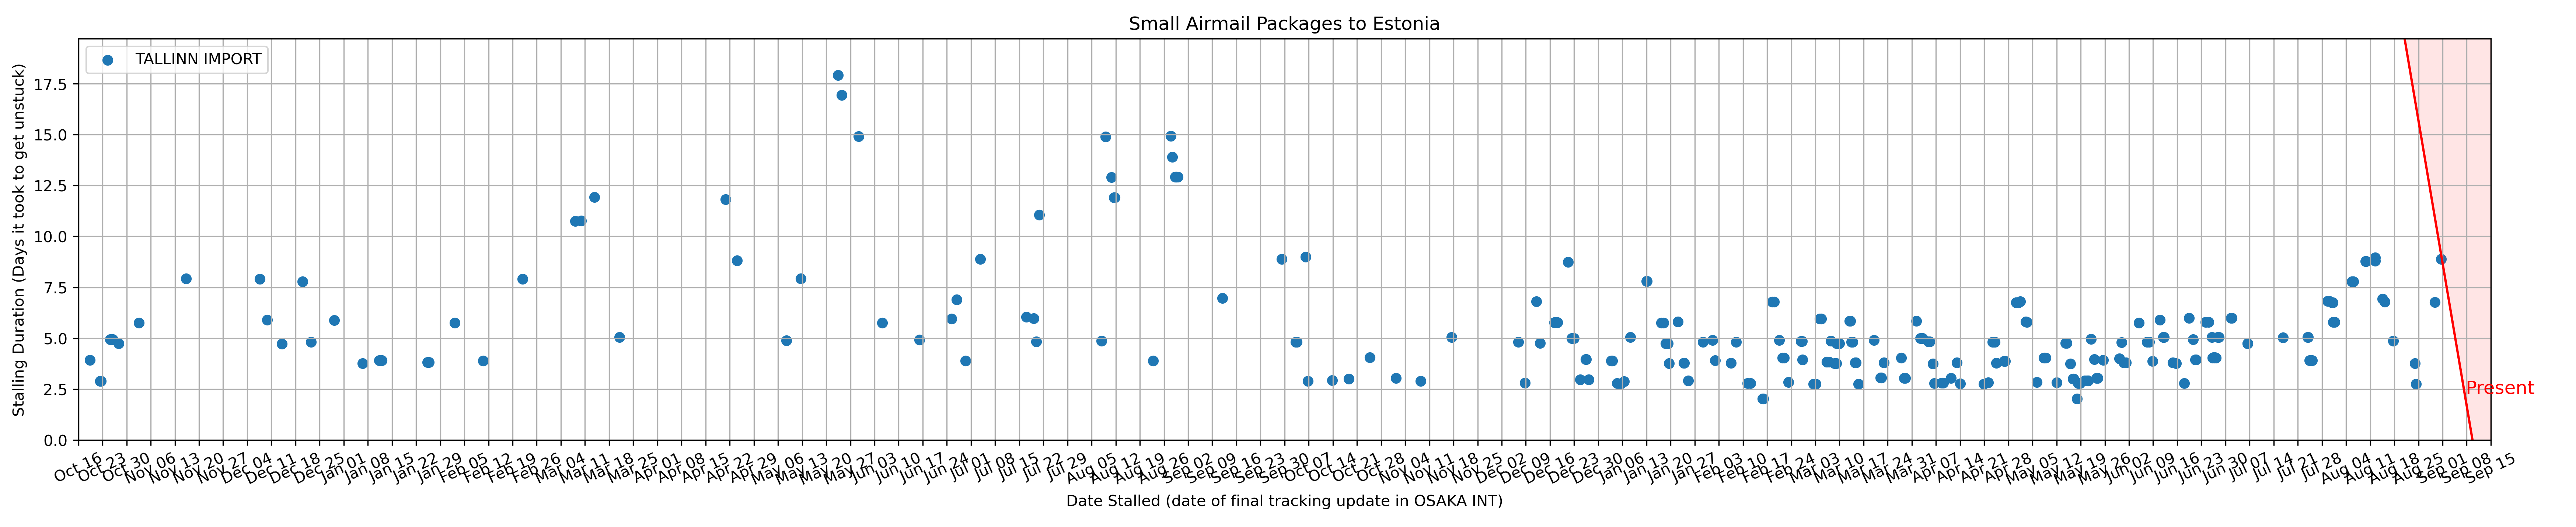 Small Airmail Packages to Estonia
TALLINN IMPORT
Stalling Duration (Days it took to get unstuck)
17.5
15.0
12.5
10.0
7.5
5.0
2.5
0.0
Present
Oct 16
Oct 23
Oct 30
Nov 06
Nov 13
Nov 20
Nov 27
Dec 04
Dec 11
Dec 18
Dec 25
Jan 01
Jan 08
Jan 15
Jan 22
Jan 29
Feb 05
Feb 12
Feb 19
Feb 26
Mar 04
Mar 11
Mar 18
Mar 25
Apr 01
Apr 08
Apr 15
Apr 22
Apr 29
May 06
May 13
May 20
May 27
Jun 03
Jun 10
Jun 17
Jun 24
Jul 01
Jul 08
Jul 15
Jul 22
Jul 29
Aug 05
Aug 12
Aug 19
Aug 26
Sep 02
Sep 09
Sep 16
Sep 23
Sep 30
Oct 07
Oct 14
Oct 21
Oct 28
Nov 04
Nov 11
Nov 18
Nov 25
Dec 02
Dec 09
Dec 16
Dec 23
Dec 30
Jan 06
Jan 13
Jan 20
Jan 27
Feb 03
Feb 10
Feb 17
Feb 24
Mar 03
Mar 10
Mar 17
Mar 24
Mar 31
Apr 07
Apr 14
Apr 21
Apr 28
May 05
May 12
May 19
May 26
Jun 02
Jun 09
Jun 16
Jun 23
Jun 30
Jul 07
Jul 14
Jul 21
Jul 28
Aug 04
Aug 11
Aug 18
Aug 25
Sep 01
Sep 08
Sep 15
Date Stalled (date of final tracking update in OSAKA INT)